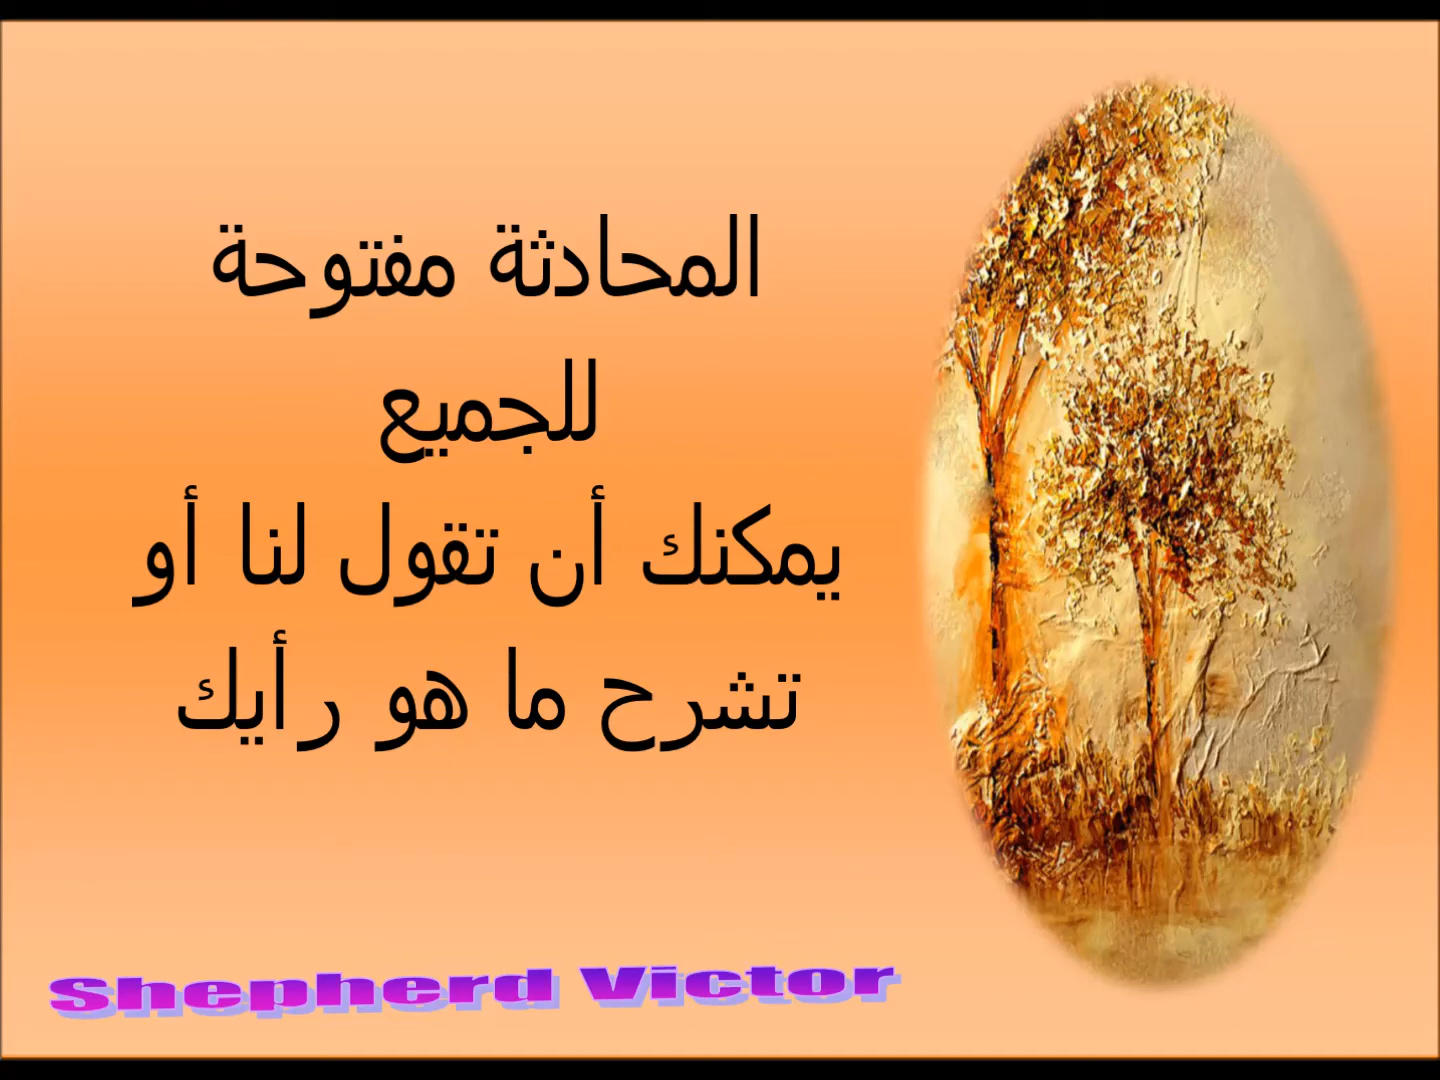 المحادثة مفتوحة
للجميع
يمكنك أن تقول لنا أو
تشرح ما هو رأيك
Shepherd Victor